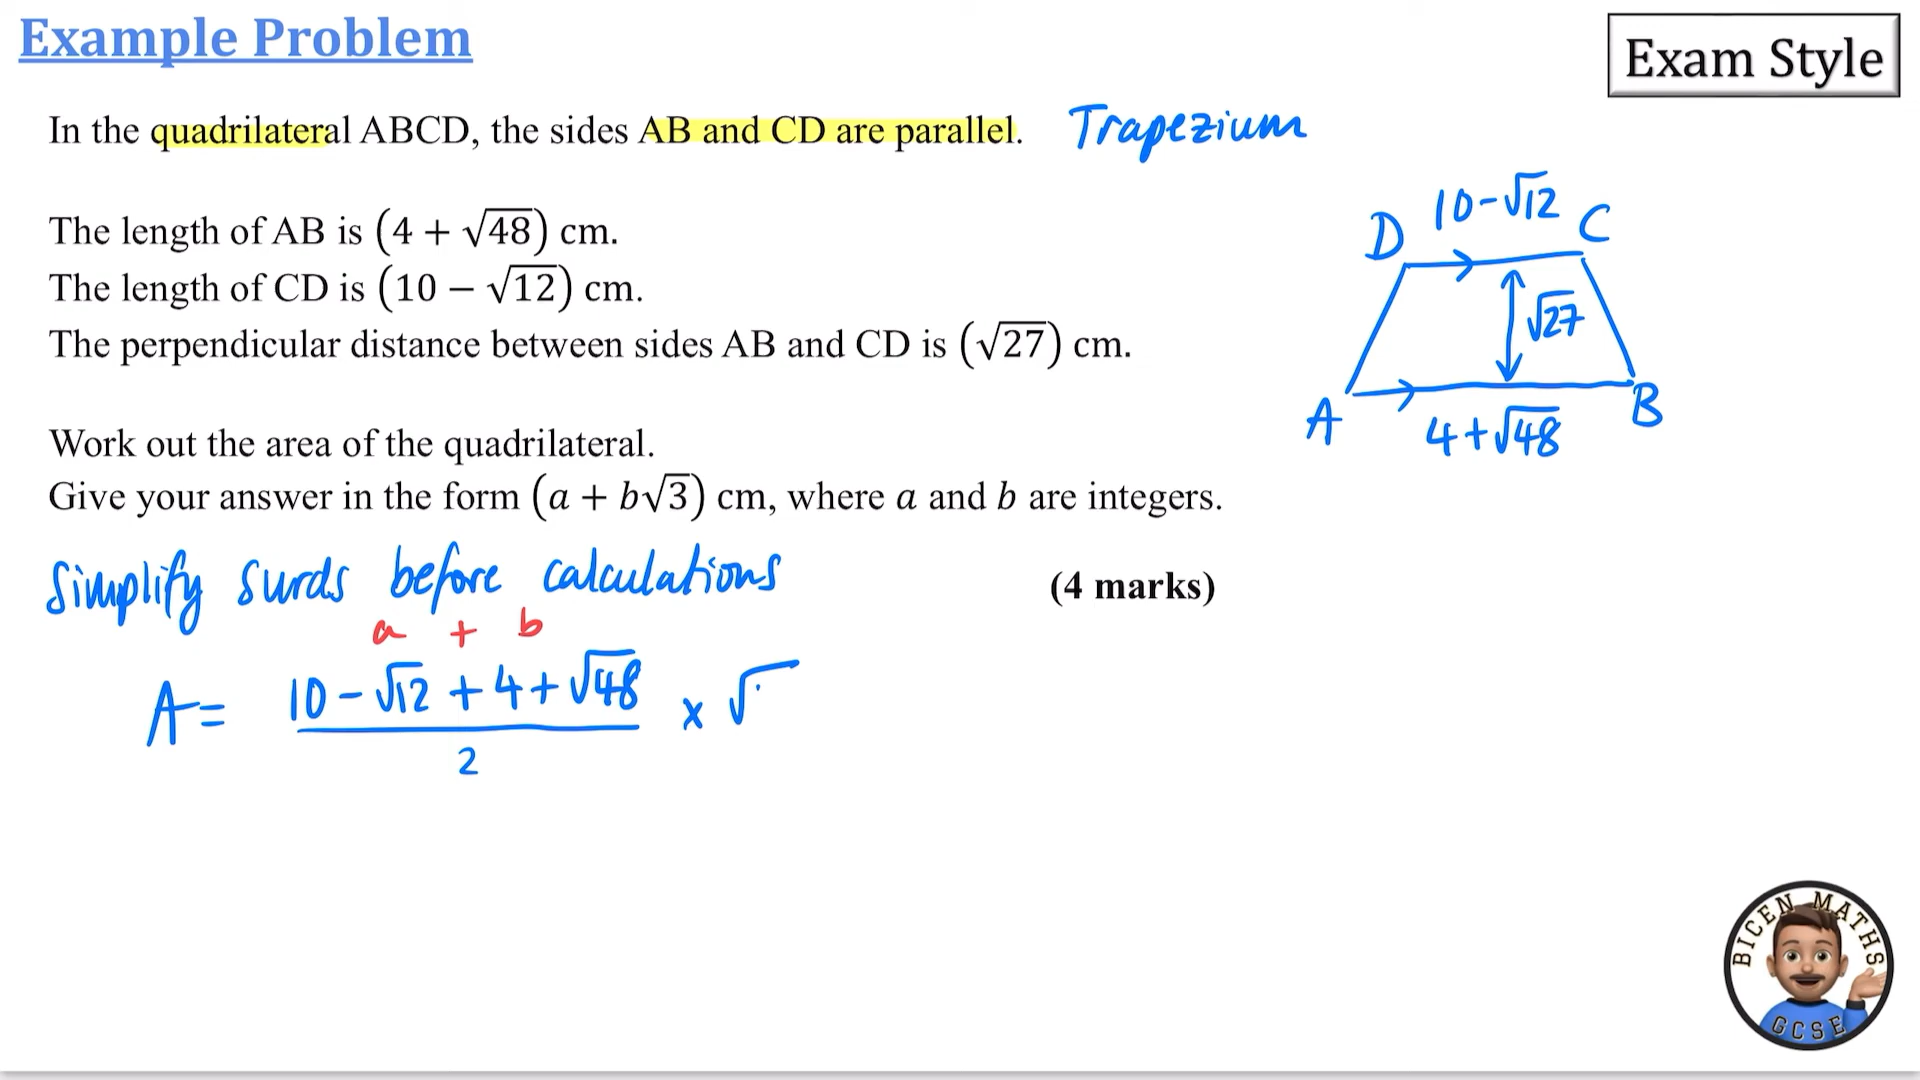 Example Problem
Exam Style
In the quadrilateral ABCD, the sides AB and CD are parallel. Trapezium
The length of AB is (4 + √48) cm.
The length of CD is (10 − √12) cm.
The perpendicular distance between sides AB and CD is (√27) cm.
10-√12
D C
√27
A B
4+√48
Work out the area of the quadrilateral.
Give your answer in the form (a + b√3) cm, where a and b are integers.
Simplify surds before calculations
(4 marks)
a + b
A = 10-√12 + 4+√48 x √
2
BICEN MATHS
GCSE